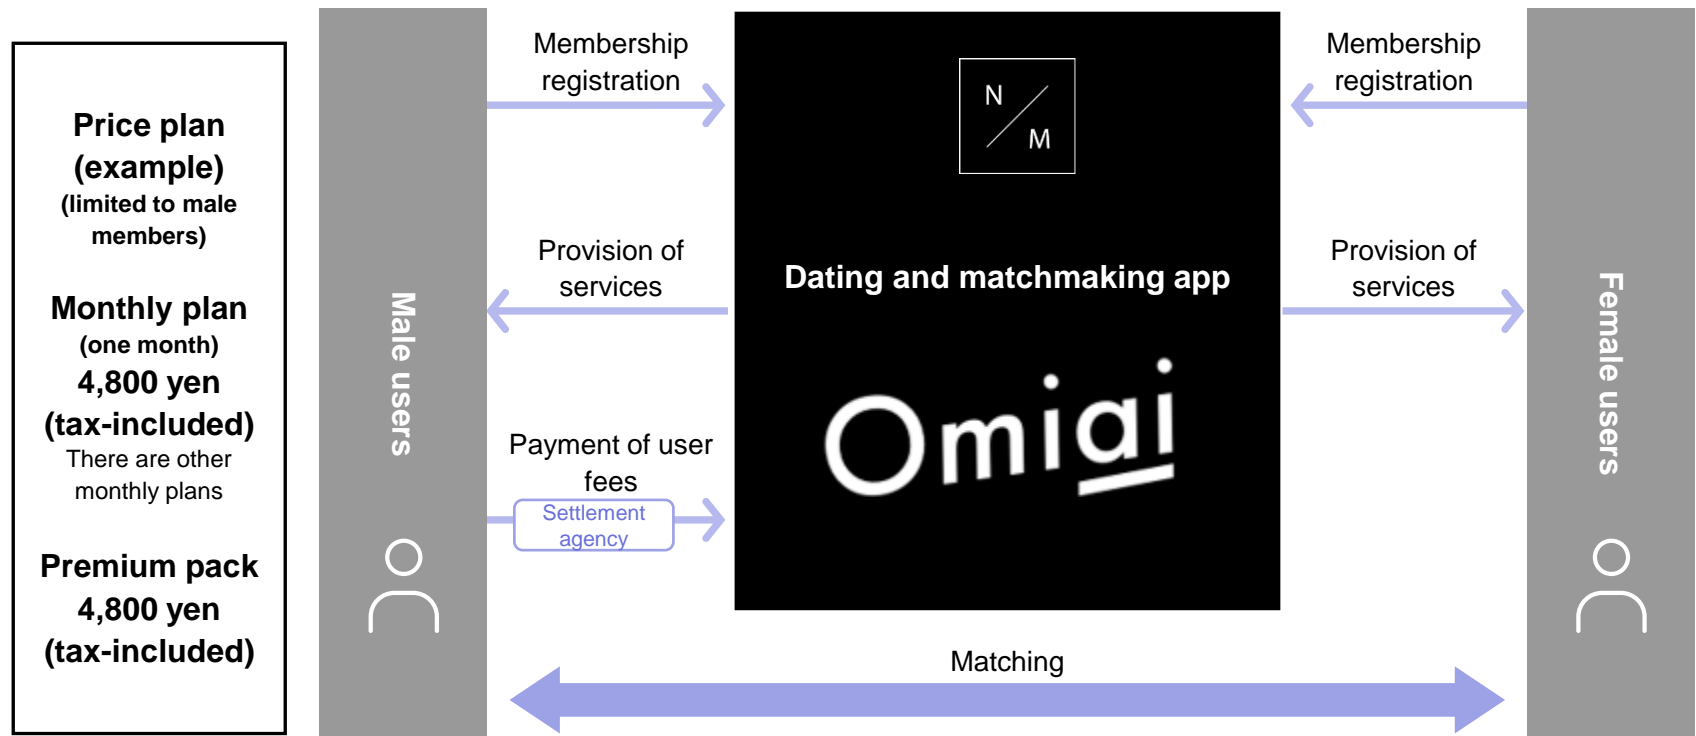 Price plan
(example)
(limited to male
members)
Monthly plan
(one month)
4,800 yen
(tax-included)
There are other
monthly plans
Premium pack
4,800 yen
(tax-included)
Male users
Membership
registration
Provision of
services
Payment of user
fees
Settlement
agency
N
M
Dating and matchmaking app
Omiai
Membership
registration
Provision of
services
Female users
Matching